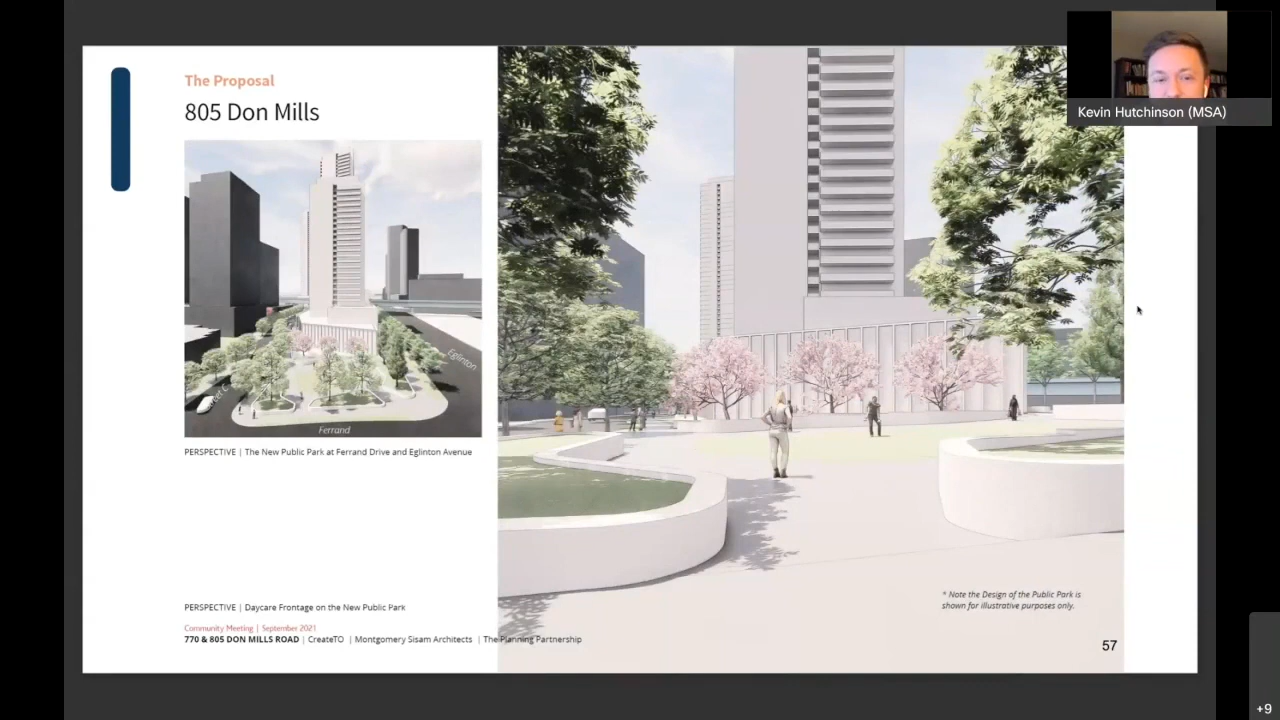 The Proposal
805 Don Mills
Eglinton
Ferrand
PERSPECTIVE | The New Public Park at Ferrand Drive and Eglinton Avenue
PERSPECTIVE | Daycare Frontage on the New Public Park
Community Meeting | September 2021
770 & 805 DON MILLS ROAD | CreateTO | Montgomery Sisam Architects | The Planning Partnership
* Note the Design of the Public Park is
shown for illustrative purposes only.
57
Kevin Hutchinson (MSA)
+9